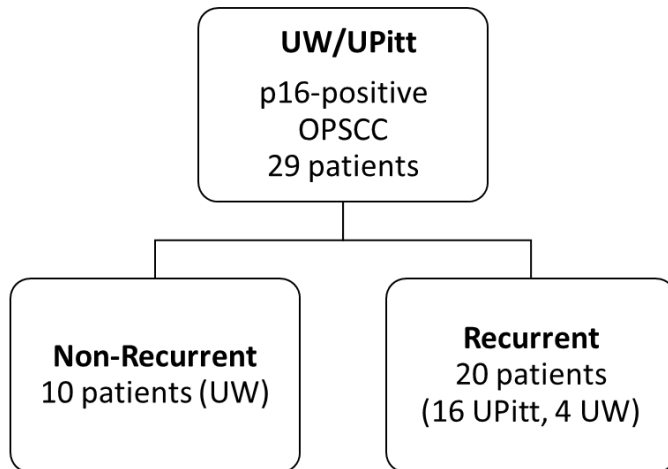 UW/UPitt
p16-positive
OPSCC
29 patients
Non-Recurrent
10 patients (UW)
Recurrent
20 patients
(16 UPitt, 4 UW)